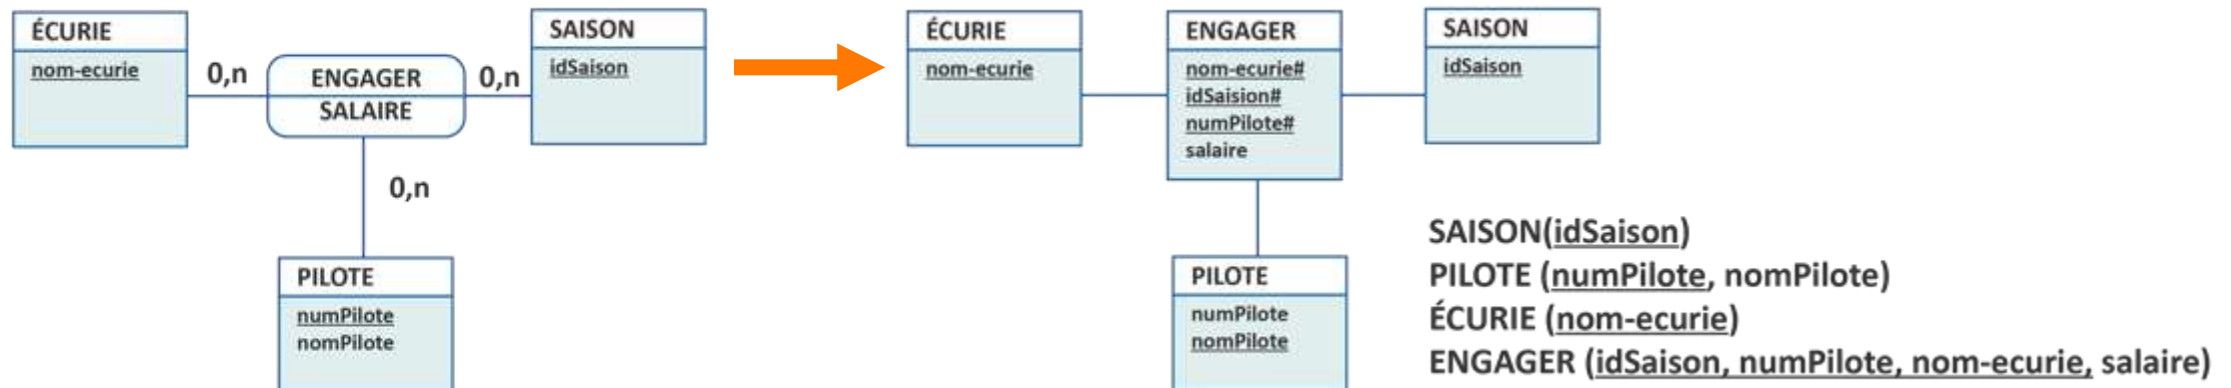 ÉCURIE
nom-ecurie
0,n
ENGAGER
SALAIRE
0,n
SAISON
idSaison
0,n
PILOTE
numPilote
nomPilote
ÉCURIE
nom-ecurie
ENGAGER
nom-ecurie#
idSaision#
numPilote#
salaire
SAISON
idSaison
PILOTE
numPilote
nomPilote
SAISON(idSaison)
PILOTE (numPilote, nomPilote)
ÉCURIE (nom-ecurie)
ENGAGER (idSaison, numPilote, nom-ecurie, salaire)